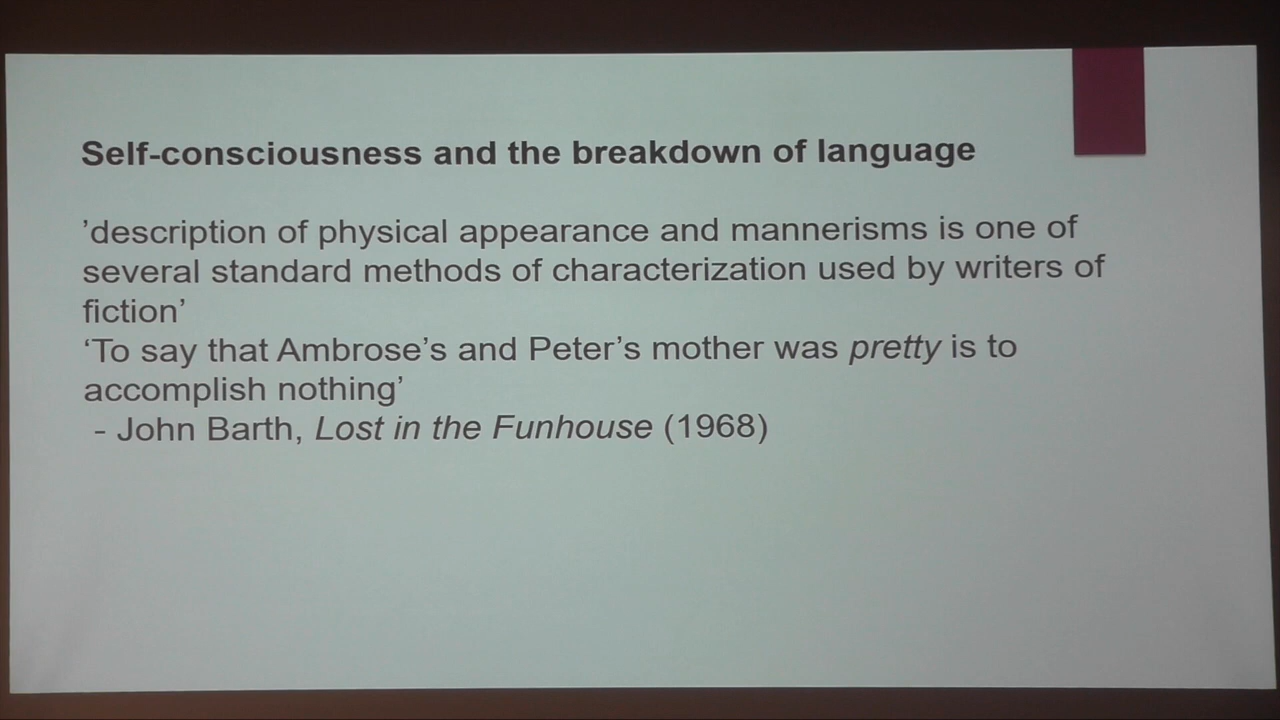 Self-consciousness and the breakdown of language
’description of physical appearance and mannerisms is one of
several standard methods of characterization used by writers of
fiction’
‘To say that Ambrose’s and Peter’s mother was pretty is to
accomplish nothing’
- John Barth, Lost in the Funhouse (1968)